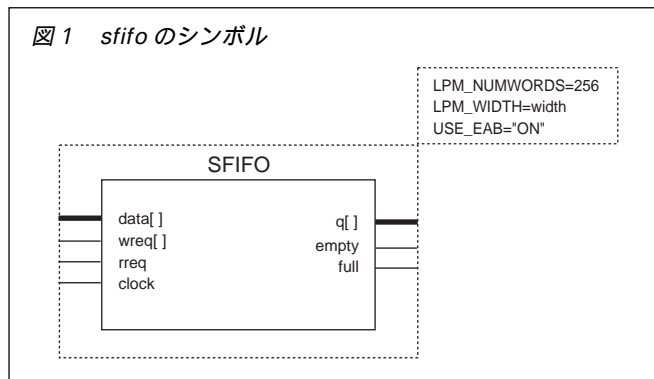 図 1 sfifo のシンボル
LPM_NUMWORDS=256
LPM_WIDTH=width
USE_EAB="ON"
SFIFO
data[ ]
wreq[ ]
rreq
clock
q[ ]
empty
full